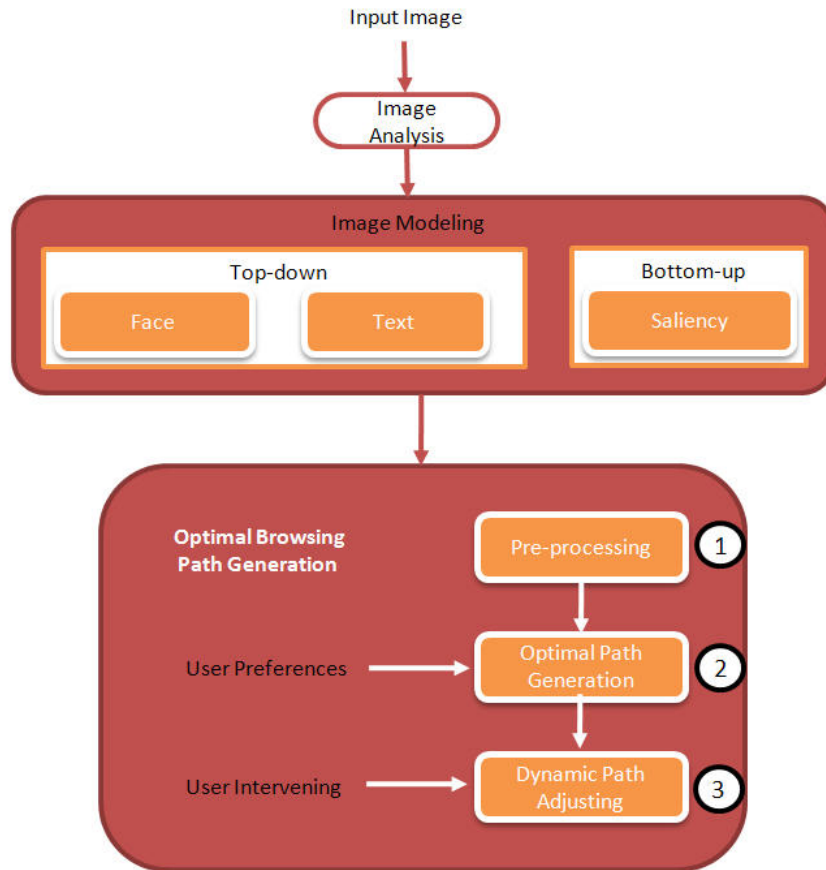 Input Image
Image
Analysis
Image Modeling
Top-down
Face
Text
Bottom-up
Saliency
Optimal Browsing
Path Generation
Pre-processing
1
User Preferences
Optimal Path
Generation
2
User Intervening
Dynamic Path
Adjusting
3